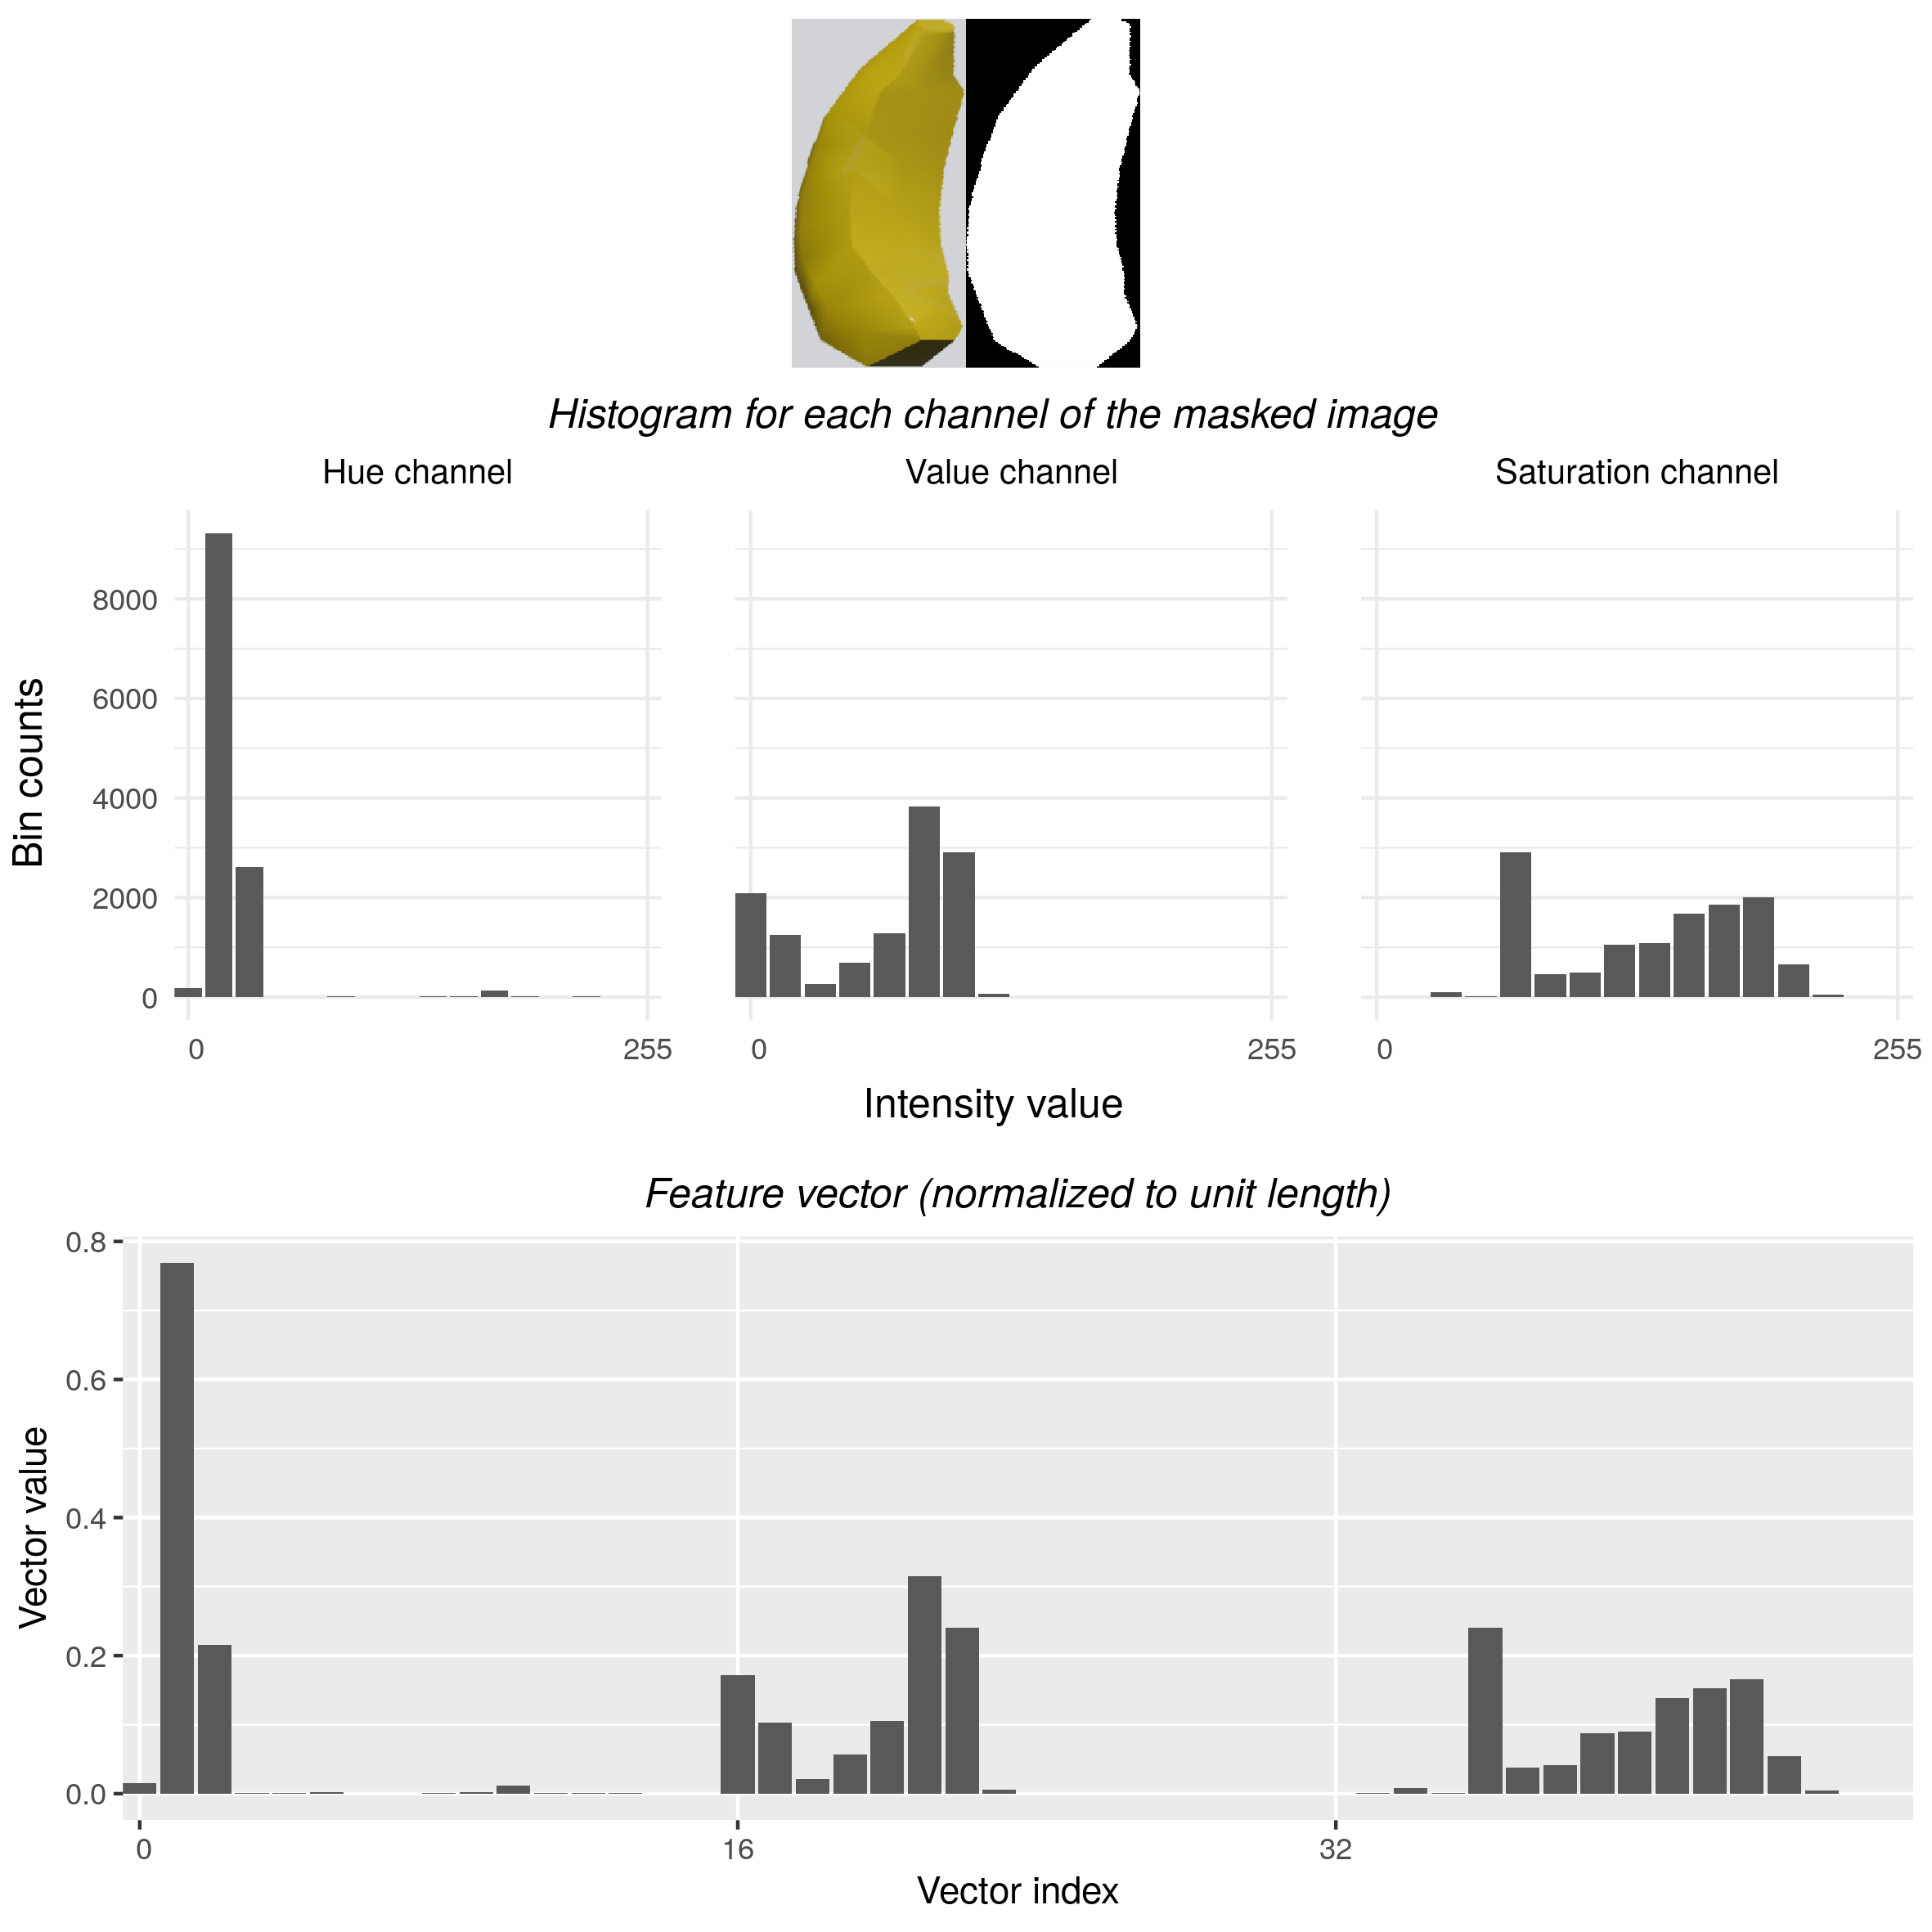 Histogram for each channel of the masked image
Hue channel Value channel Saturation channel
Bin counts
8000
6000
4000
2000
0
0 255 0 255 0 255
Intensity value
Feature vector (normalized to unit length)
Vector value
0.8
0.6
0.4
0.2
0.0
0 16 32
Vector index